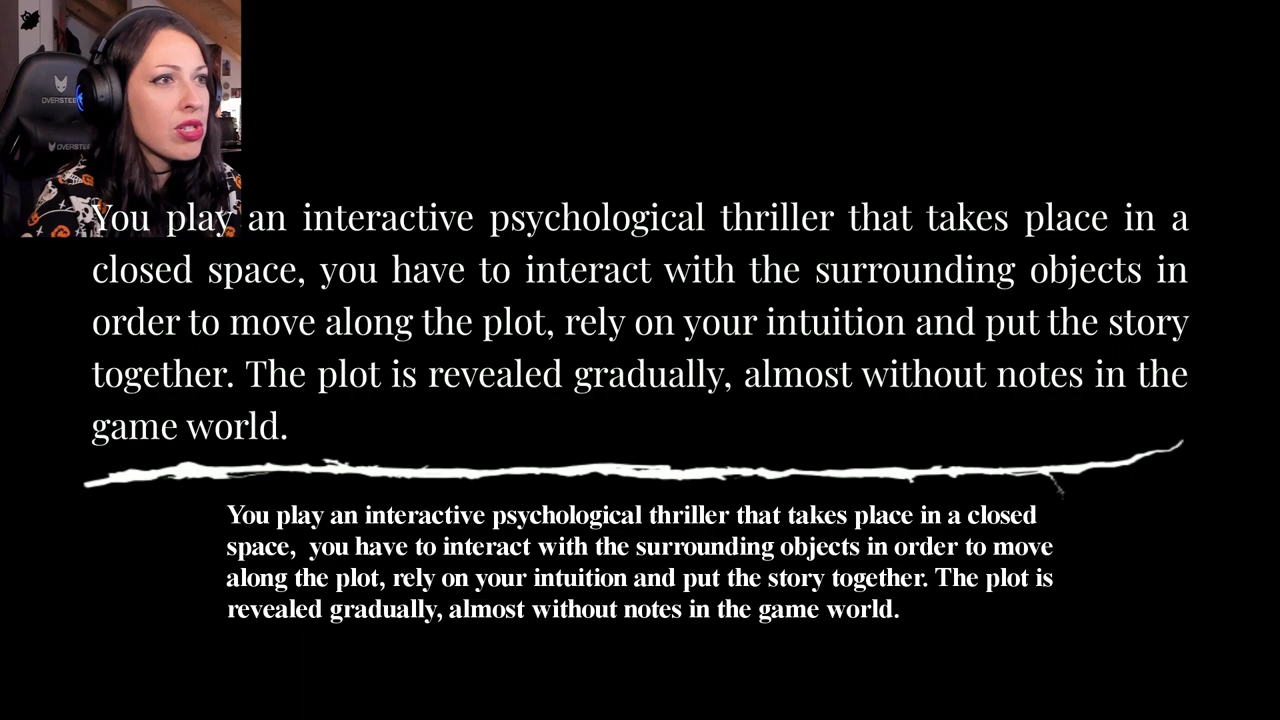 OVERSTEE
OVERSTEE
You play an interactive psychological thriller that takes place in a
closed space, you have to interact with the surrounding objects in
order to move along the plot, rely on your intuition and put the story
together. The plot is revealed gradually, almost without notes in the
game world.
You play an interactive psychological thriller that takes place in a closed
space,  you have to interact with the surrounding objects in order to move
along the plot, rely on your intuition and put the story together. The plot is
revealed gradually, almost without notes in the game world.